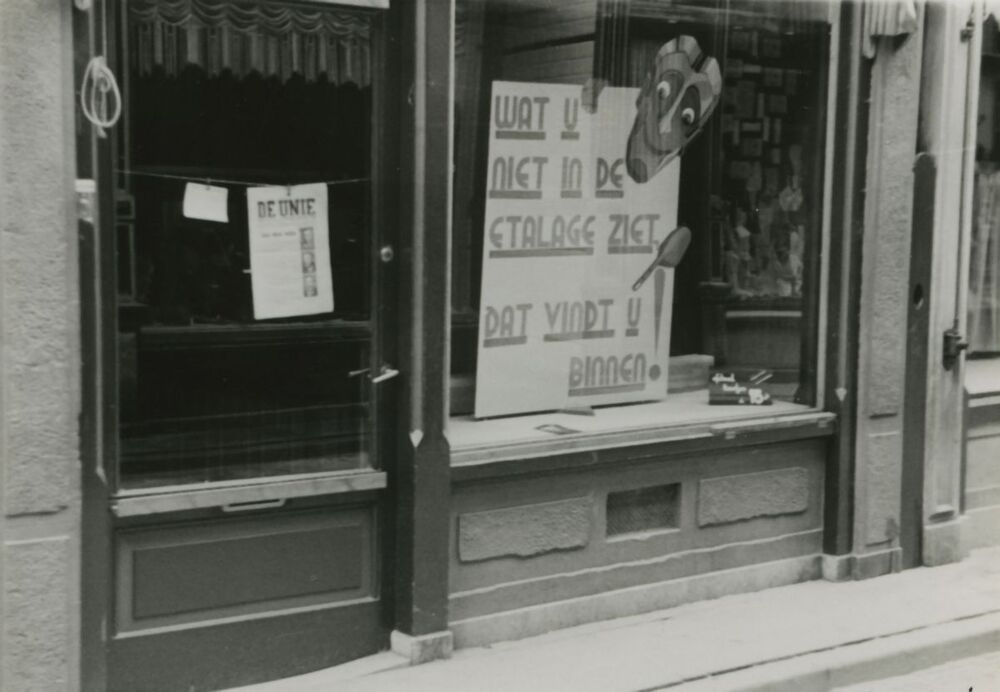 DE UNIE
WAT U
NIET IN DE
ETALAGE ZIET,
DAT VINDT U
BINNEN!